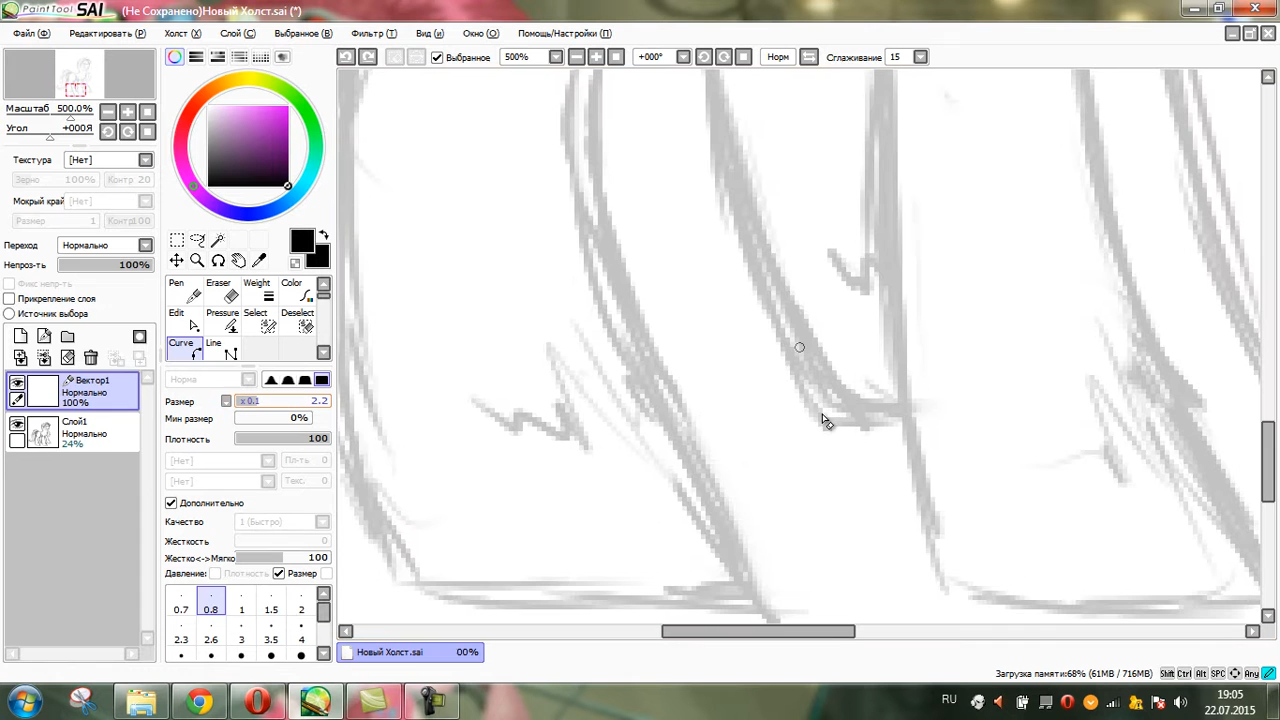 PaintTool SAI (Не Сохранено)Новый Холст.sai (*)
Файл (Ф) Редактировать (Р) Холст (Х) Слой (С) Выбранное (В) Фильтр (Т) Вид (и) Окно (О) Помощь/Настройки (П)
Выбранное 500% +000° Норм Сглаживание 15
Масштаб 500.0%
Угол +000Я
Текстура [Нет]
Зерно 100% Контр 20
Мокрый край [Нет]
Размер 1 Контр 100
Переход Нормально
Непроз-ть 100%
Фикс непр-ть
Прикрепление слоя
Источник выбора
Вектор1
Нормально
100%
Слой1
Нормально
24%
Pen Eraser Weight Color
Edit Pressure Select Deselect
Curve Line
Норма
Размер x 0.1 2.2
Мин размер 0%
Плотность 100
[Нет] Пл-ть 0
[Нет] Текс. 0
Дополнительно
Качество 1 (Быстро)
Жесткость 0
Жестко<->Мягко 100
Давление: Плотность Размер
0.7 0.8 1 1.5 2
2.3 2.6 3 3.5 4
Новый Холст.sai 00%
Загрузка памяти:68% (61MB / 716MB) Shift Ctrl Alt SPC Any
RU 19:05
22.07.2015